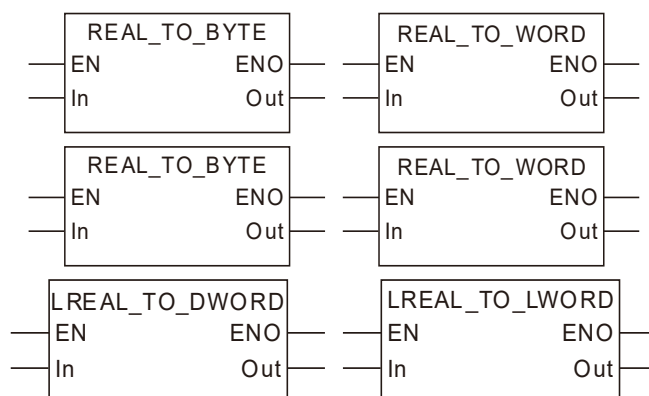 REAL_TO_BYTE REAL_TO_WORD
EN ENO EN ENO
In Out In Out
REAL_TO_BYTE REAL_TO_WORD
EN ENO EN ENO
In Out In Out
LREAL_TO_DWORD LREAL_TO_LWORD
EN ENO EN ENO
In Out In Out